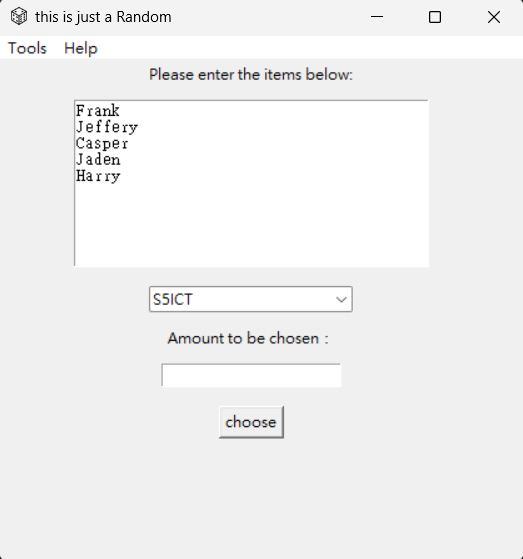 this is just a Random
Tools Help
Please enter the items below:
Frank
Jeffery
Casper
Jaden
Harry
S5ICT
Amount to be chosen :
choose